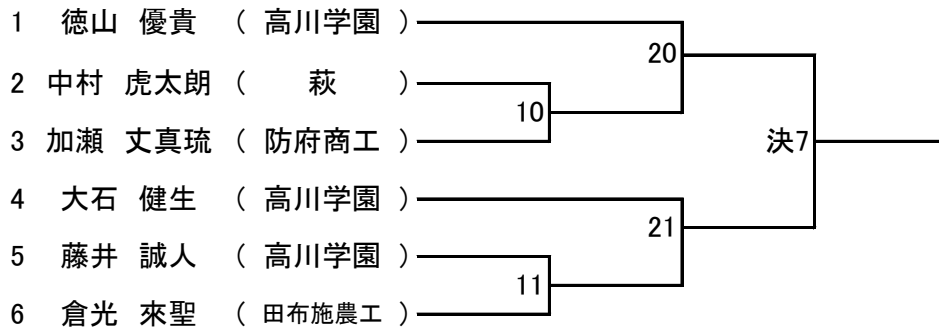 1 徳山 優貴 ( 高川学園 )
20
2 中村 虎太朗 ( 萩 )
10
3 加瀬 丈真琉 ( 防府商工 )
決7
4 大石 健生 ( 高川学園 )
21
5 藤井 誠人 ( 高川学園 )
11
6 倉光 來聖 ( 田布施農工 )